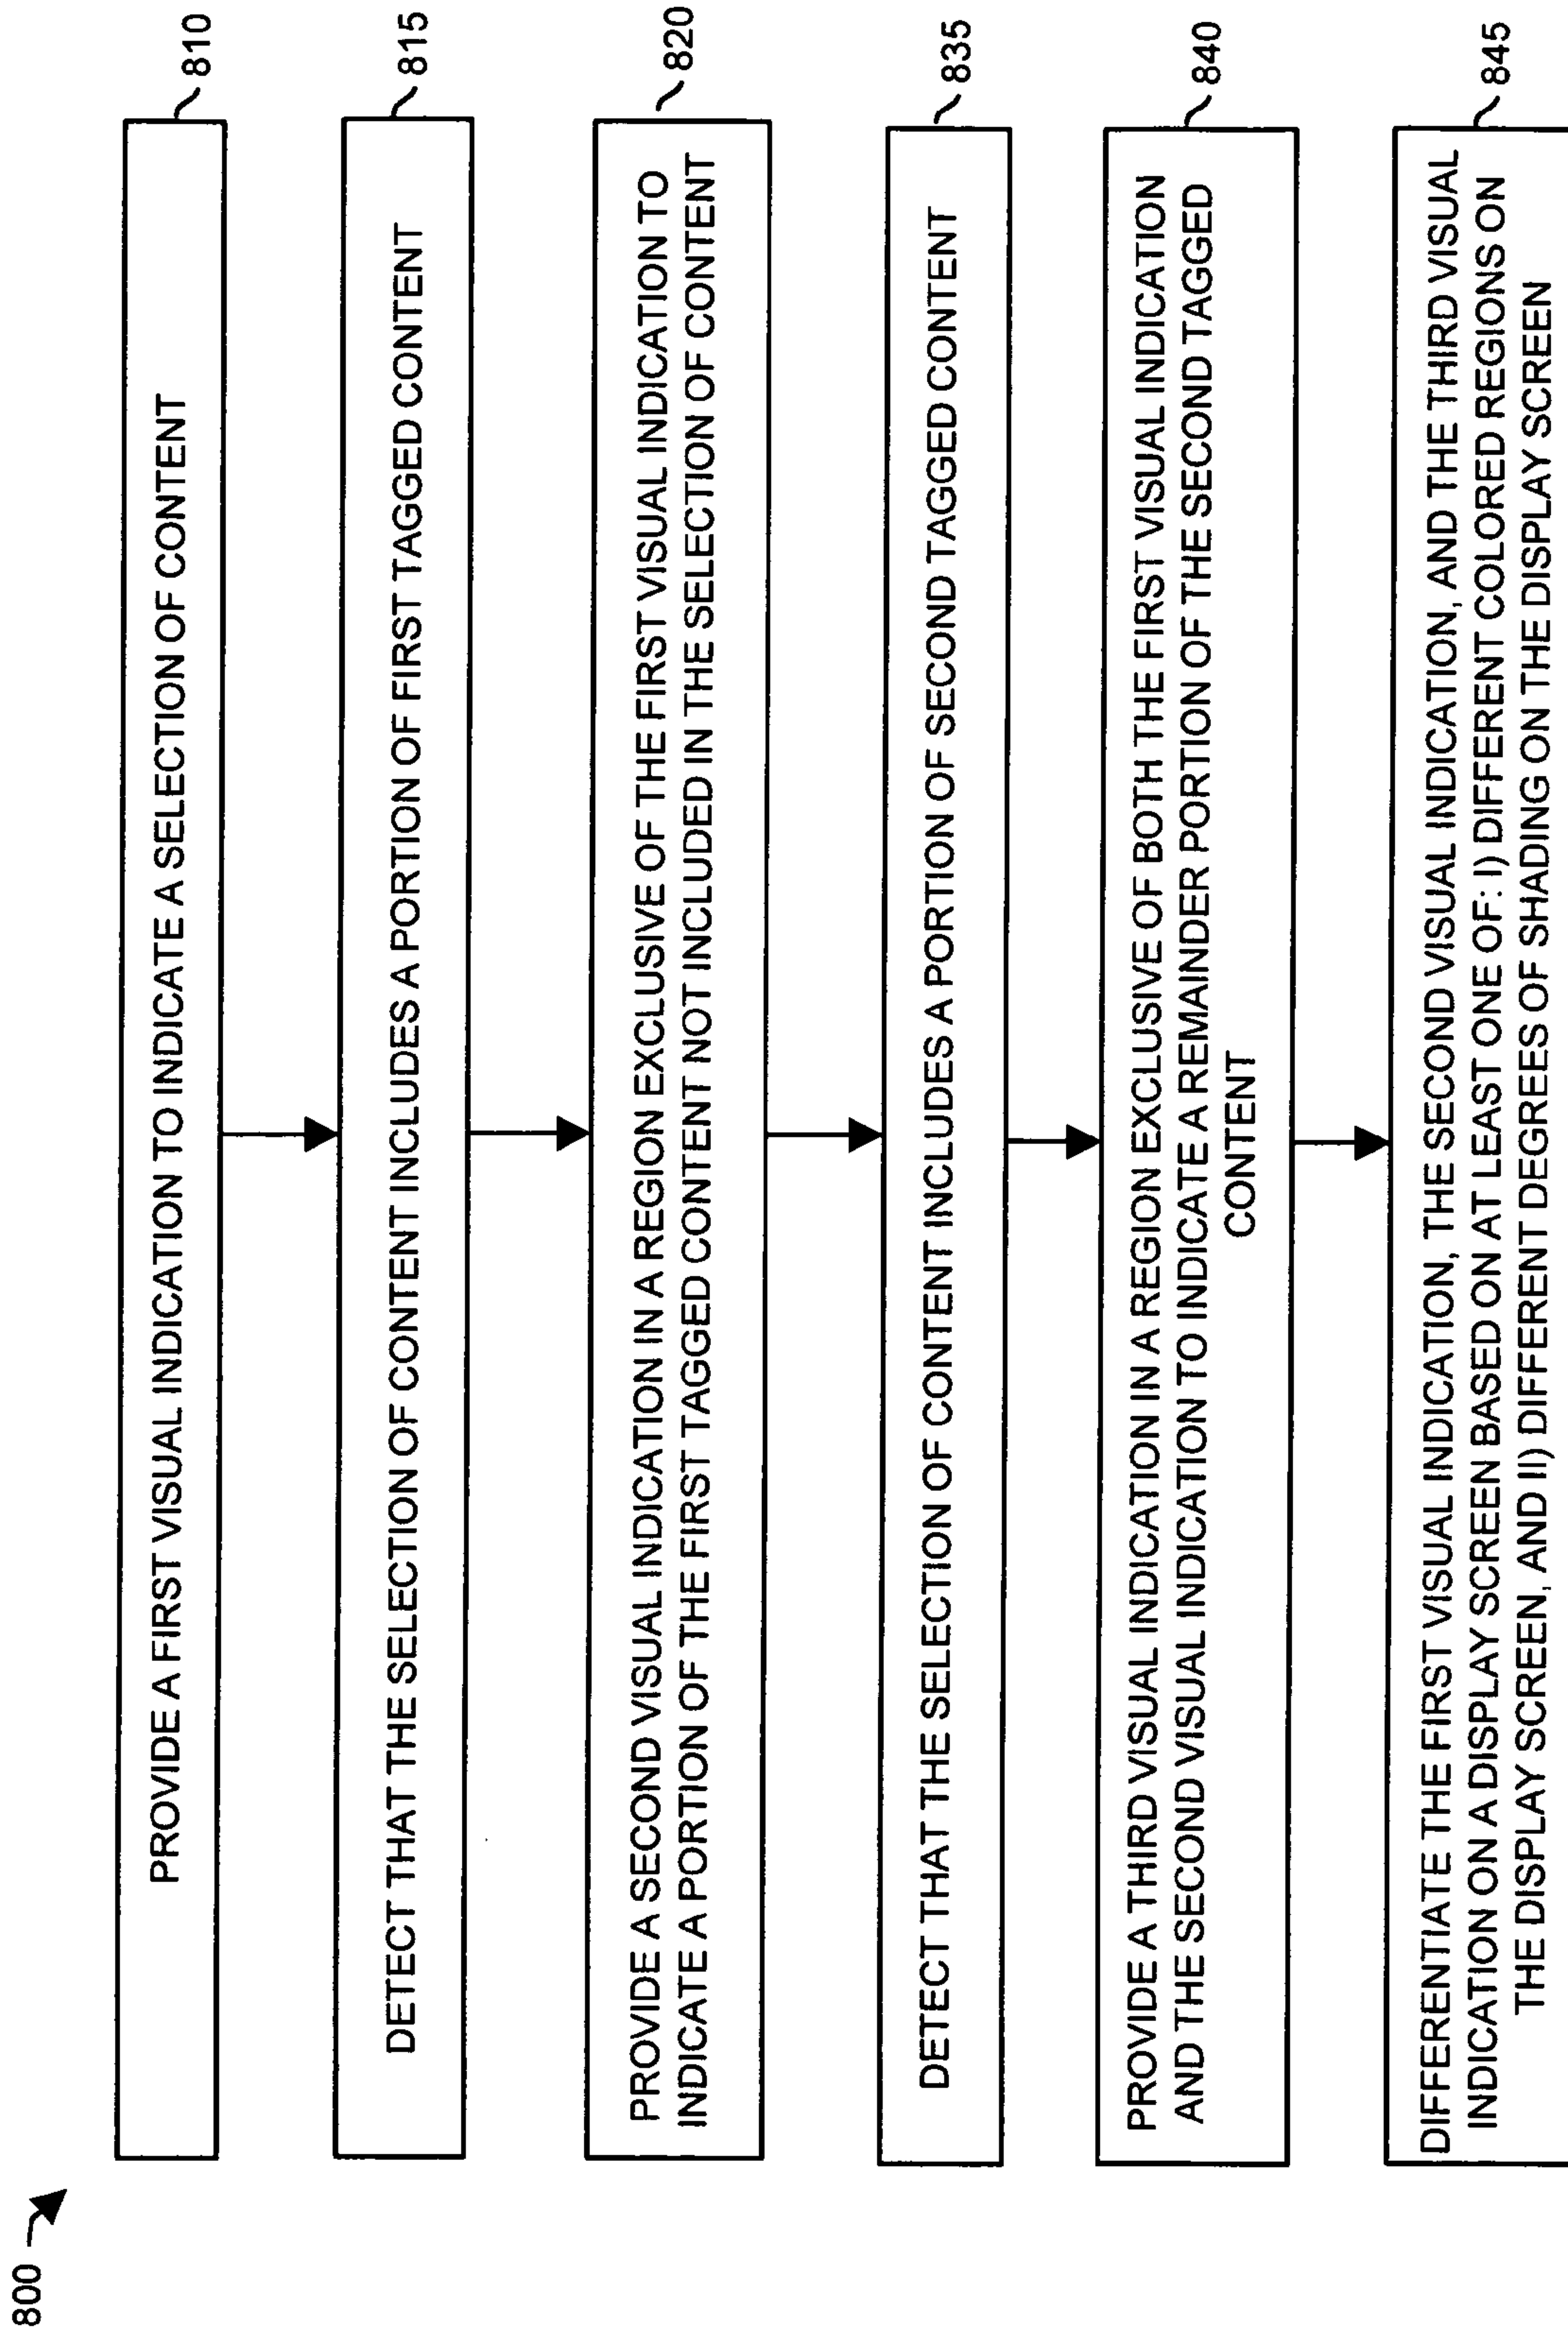 800
PROVIDE A FIRST VISUAL INDICATION TO INDICATE A SELECTION OF CONTENT
810
DETECT THAT THE SELECTION OF CONTENT INCLUDES A PORTION OF FIRST TAGGED CONTENT
815
PROVIDE A SECOND VISUAL INDICATION IN A REGION EXCLUSIVE OF THE FIRST VISUAL INDICATION TO
INDICATE A PORTION OF THE FIRST TAGGED CONTENT NOT INCLUDED IN THE SELECTION OF CONTENT
820
DETECT THAT THE SELECTION OF CONTENT INCLUDES A PORTION OF SECOND TAGGED CONTENT
835
PROVIDE A THIRD VISUAL INDICATION IN A REGION EXCLUSIVE OF BOTH THE FIRST VISUAL INDICATION
AND THE SECOND VISUAL INDICATION TO INDICATE A REMAINDER PORTION OF THE SECOND TAGGED
CONTENT
840
DIFFERENTIATE THE FIRST VISUAL INDICATION, THE SECOND VISUAL INDICATION, AND THE THIRD VISUAL
INDICATION ON A DISPLAY SCREEN BASED ON AT LEAST ONE OF: I) DIFFERENT COLORED REGIONS ON
THE DISPLAY SCREEN, AND II) DIFFERENT DEGREES OF SHADING ON THE DISPLAY SCREEN
845